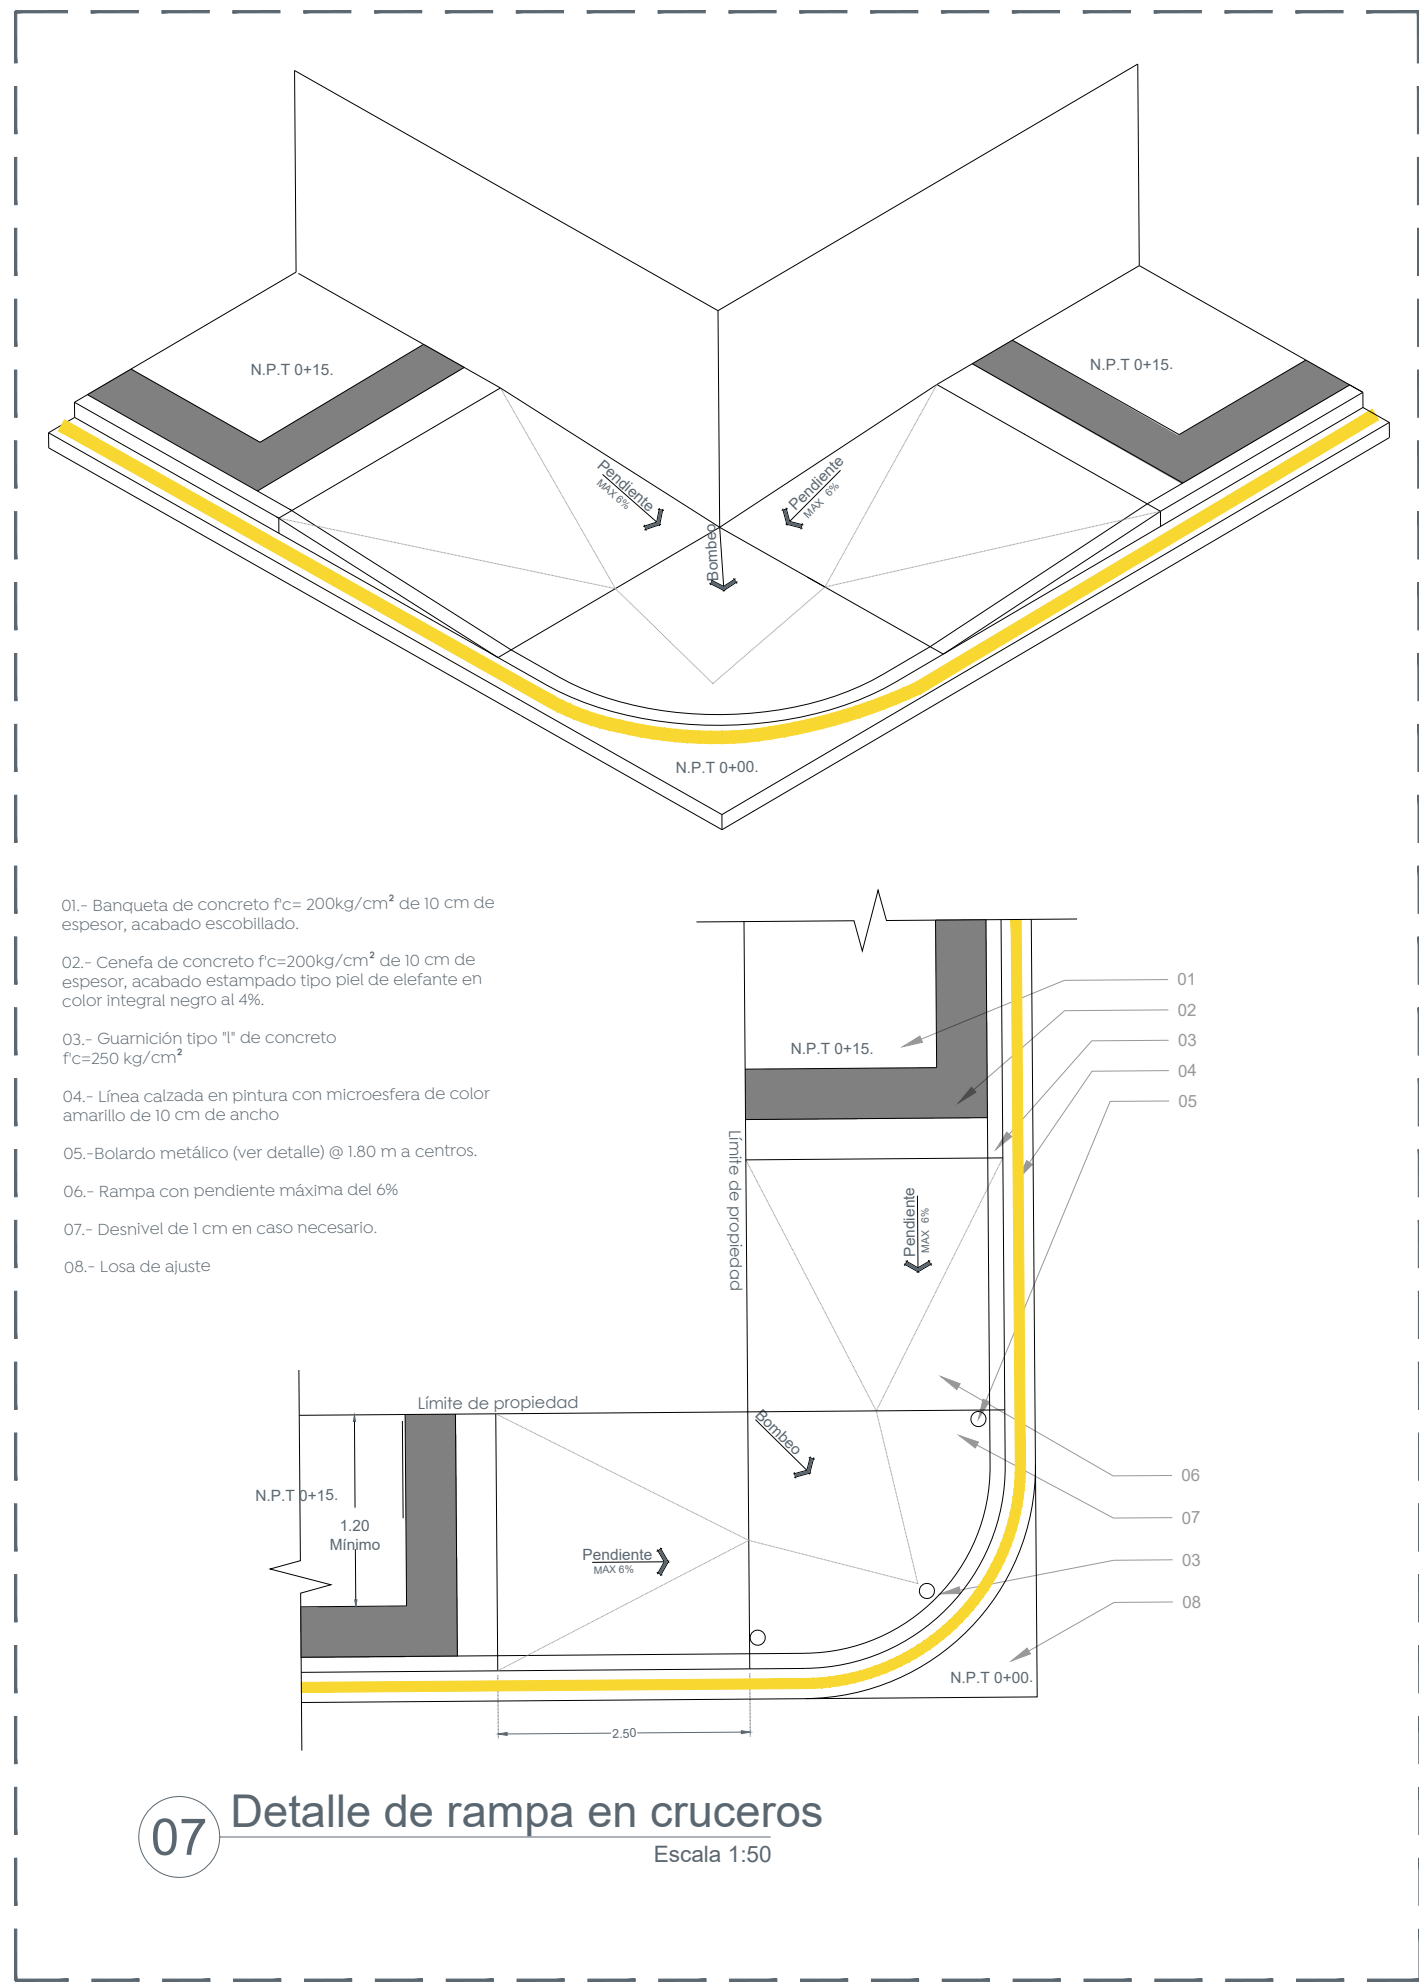 N.P.T 0+15.
N.P.T 0+15.
Pendiente
MAX 6%
Pendiente
MAX 6%
Bombeo
N.P.T 0+00.
01.- Banqueta de concreto f'c= 200kg/cm² de 10 cm de
espesor, acabado escobillado.
02.- Cenefa de concreto f'c=200kg/cm² de 10 cm de
espesor, acabado estampado tipo piel de elefante en
color integral negro al 4%.
03.- Guarnición tipo "I" de concreto
f'c=250 kg/cm²
04.- Línea calzada en pintura con microesfera de color
amarillo de 10 cm de ancho
05.-Bolardo metálico (ver detalle) @ 1.80 m a centros.
06.- Rampa con pendiente máxima del 6%
07.- Desnivel de 1 cm en caso necesario.
08.- Losa de ajuste
01
02
03
04
05
N.P.T 0+15.
Límite de propiedad
Pendiente
MAX 6%
Límite de propiedad
Bombeo
N.P.T 0+15.
1.20
Mínimo
Pendiente
MAX 6%
06
07
03
08
N.P.T 0+00.
2.50
07
Detalle de rampa en cruceros
Escala 1:50